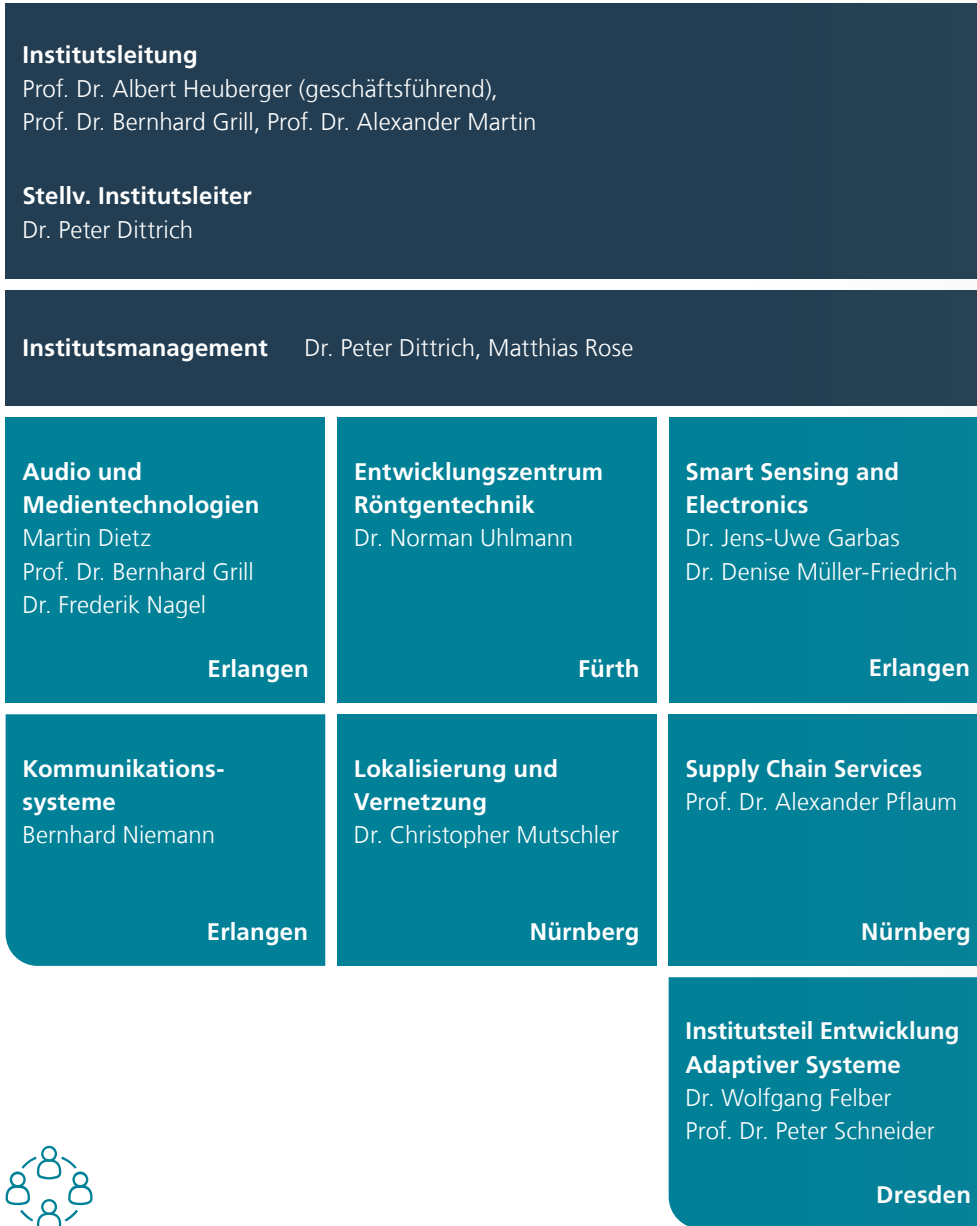 Institutsleitung
Prof. Dr. Albert Heuberger (geschäftsführend),
Prof. Dr. Bernhard Grill, Prof. Dr. Alexander Martin
Stellv. Institutsleiter
Dr. Peter Dittrich
Institutsmanagement Dr. Peter Dittrich, Matthias Rose
Audio und
Medientechnologien
Martin Dietz
Prof. Dr. Bernhard Grill
Dr. Frederik Nagel
Erlangen
Entwicklungszentrum
Röntgentechnik
Dr. Norman Uhlmann
Fürth
Smart Sensing and
Electronics
Dr. Jens-Uwe Garbas
Dr. Denise Müller-Friedrich
Erlangen
Kommunikations-
systeme
Bernhard Niemann
Erlangen
Lokalisierung und
Vernetzung
Dr. Christopher Mutschler
Nürnberg
Supply Chain Services
Prof. Dr. Alexander Pflaum
Nürnberg
Institutsteil Entwicklung
Adaptiver Systeme
Dr. Wolfgang Felber
Prof. Dr. Peter Schneider
Dresden